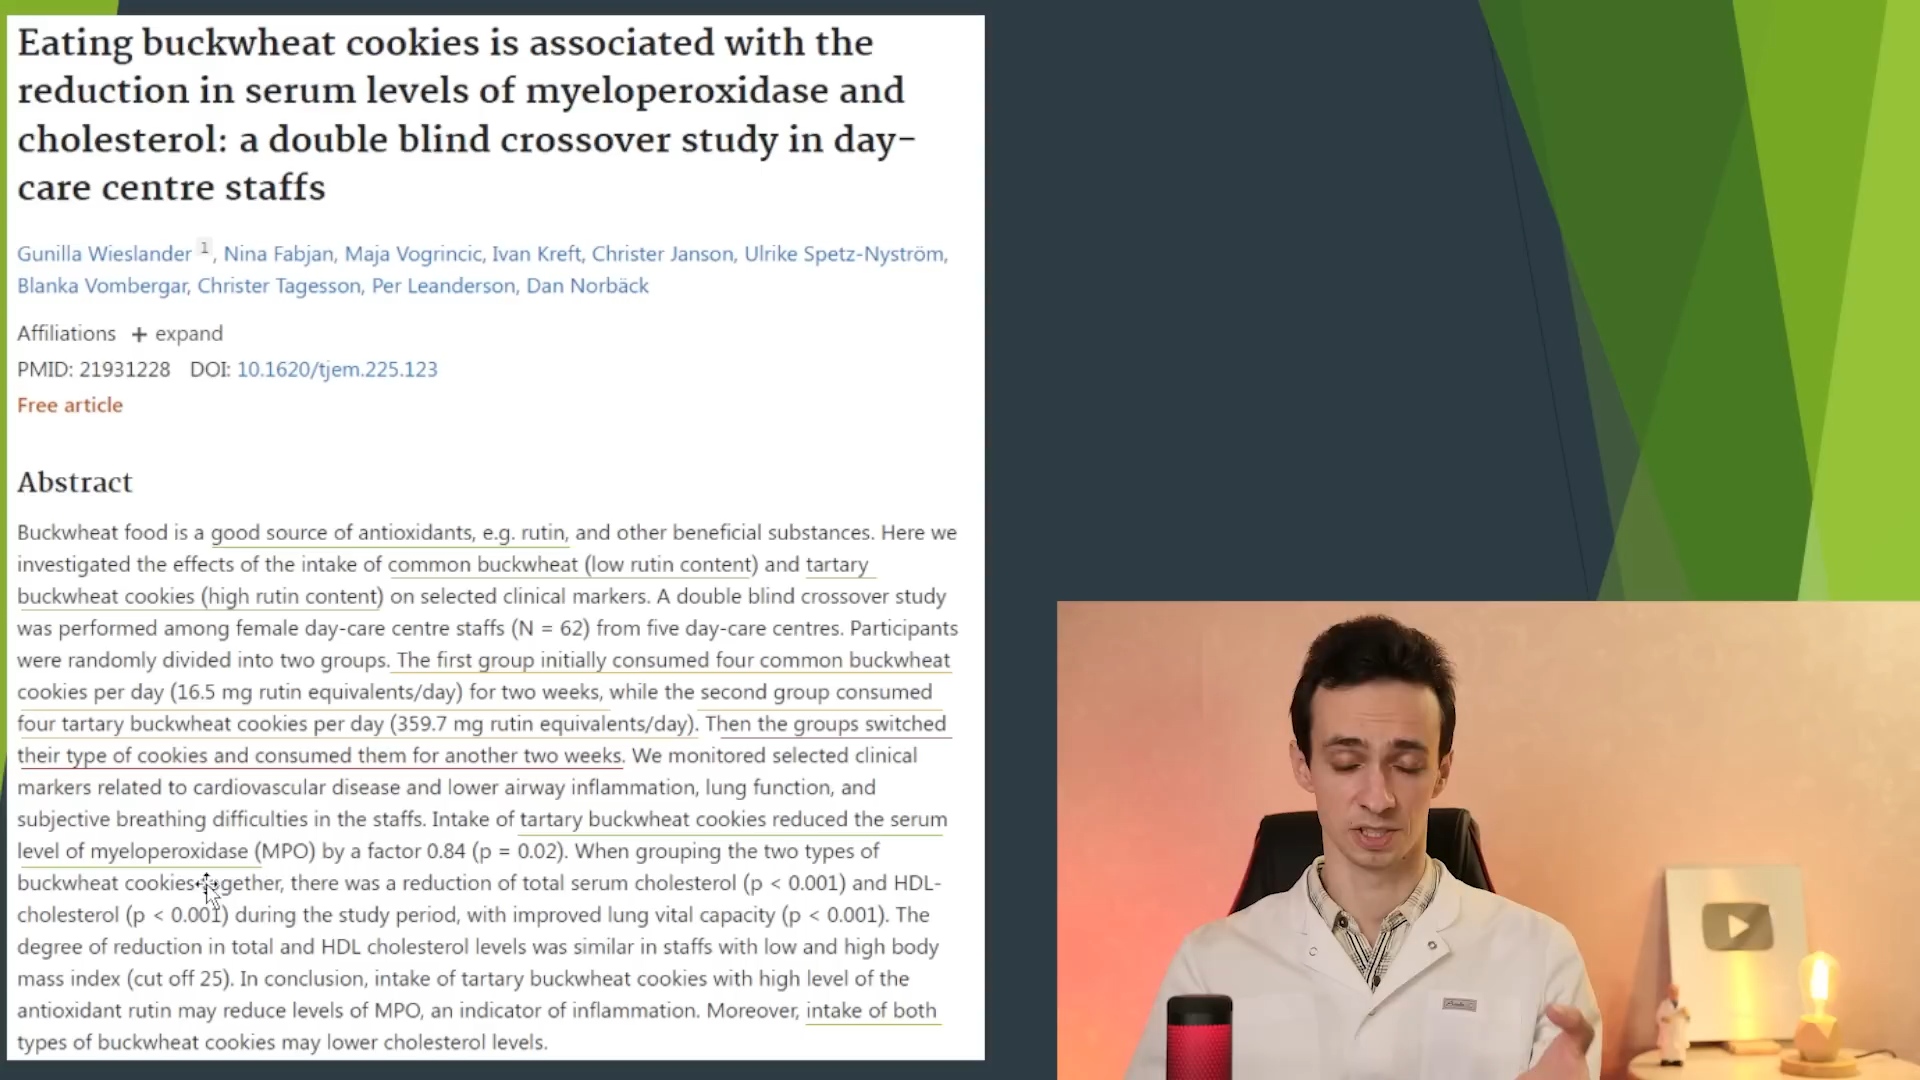 Eating buckwheat cookies is associated with the
reduction in serum levels of myeloperoxidase and
cholesterol: a double blind crossover study in day-
care centre staffs
Gunilla Wieslander 1, Nina Fabjan, Maja Vogrincic, Ivan Kreft, Christer Janson, Ulrike Spetz-Nyström,
Blanka Vombergar, Christer Tagesson, Per Leanderson, Dan Norbäck
Affiliations + expand
PMID: 21931228 DOI: 10.1620/tjem.225.123
Free article
Abstract
Buckwheat food is a good source of antioxidants, e.g. rutin, and other beneficial substances. Here we
investigated the effects of the intake of common buckwheat (low rutin content) and tartary
buckwheat cookies (high rutin content) on selected clinical markers. A double blind crossover study
was performed among female day-care centre staffs (N = 62) from five day-care centres. Participants
were randomly divided into two groups. The first group initially consumed four common buckwheat
cookies per day (16.5 mg rutin equivalents/day) for two weeks, while the second group consumed
four tartary buckwheat cookies per day (359.7 mg rutin equivalents/day). Then the groups switched
their type of cookies and consumed them for another two weeks. We monitored selected clinical
markers related to cardiovascular disease and lower airway inflammation, lung function, and
subjective breathing difficulties in the staffs. Intake of tartary buckwheat cookies reduced the serum
level of myeloperoxidase (MPO) by a factor 0.84 (p = 0.02). When grouping the two types of
buckwheat cookies together, there was a reduction of total serum cholesterol (p < 0.001) and HDL-
cholesterol (p < 0.001) during the study period, with improved lung vital capacity (p < 0.001). The
degree of reduction in total and HDL cholesterol levels was similar in staffs with low and high body
mass index (cut off 25). In conclusion, intake of tartary buckwheat cookies with high level of the
antioxidant rutin may reduce levels of MPO, an indicator of inflammation. Moreover, intake of both
types of buckwheat cookies may lower cholesterol levels.